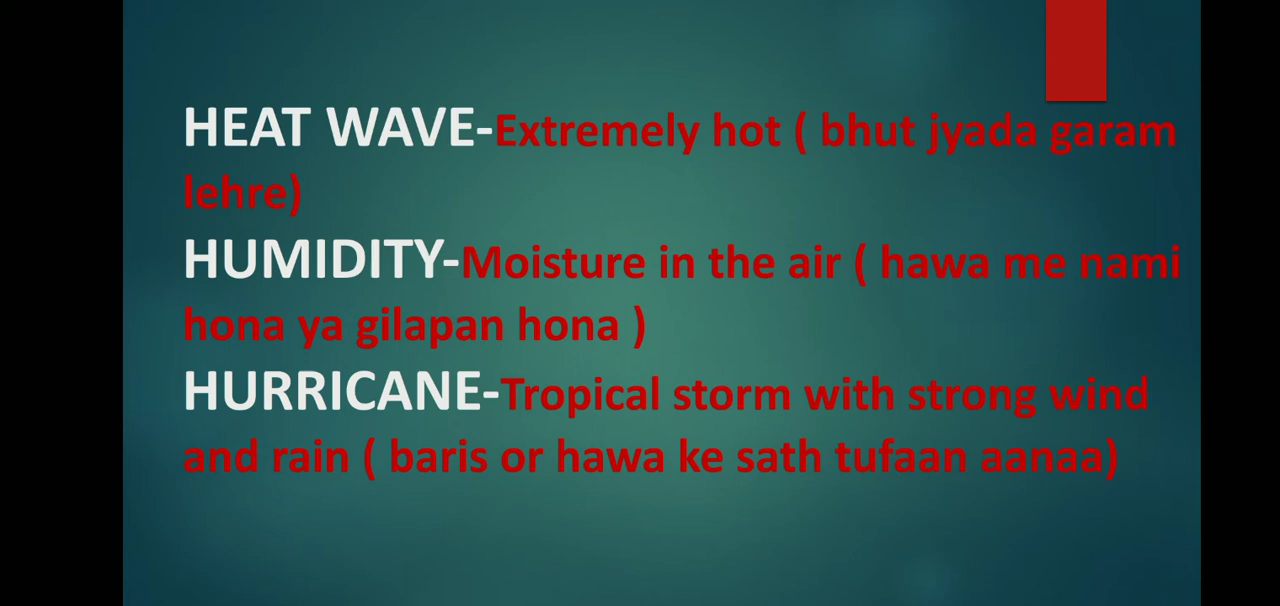 HEAT WAVE-Extremely hot ( bhut jyada garam
lehre)
HUMIDITY-Moisture in the air ( hawa me nami
hona ya gilapan hona )
HURRICANE-Tropical storm with strong wind
and rain ( baris or hawa ke sath tufaan aanaa)